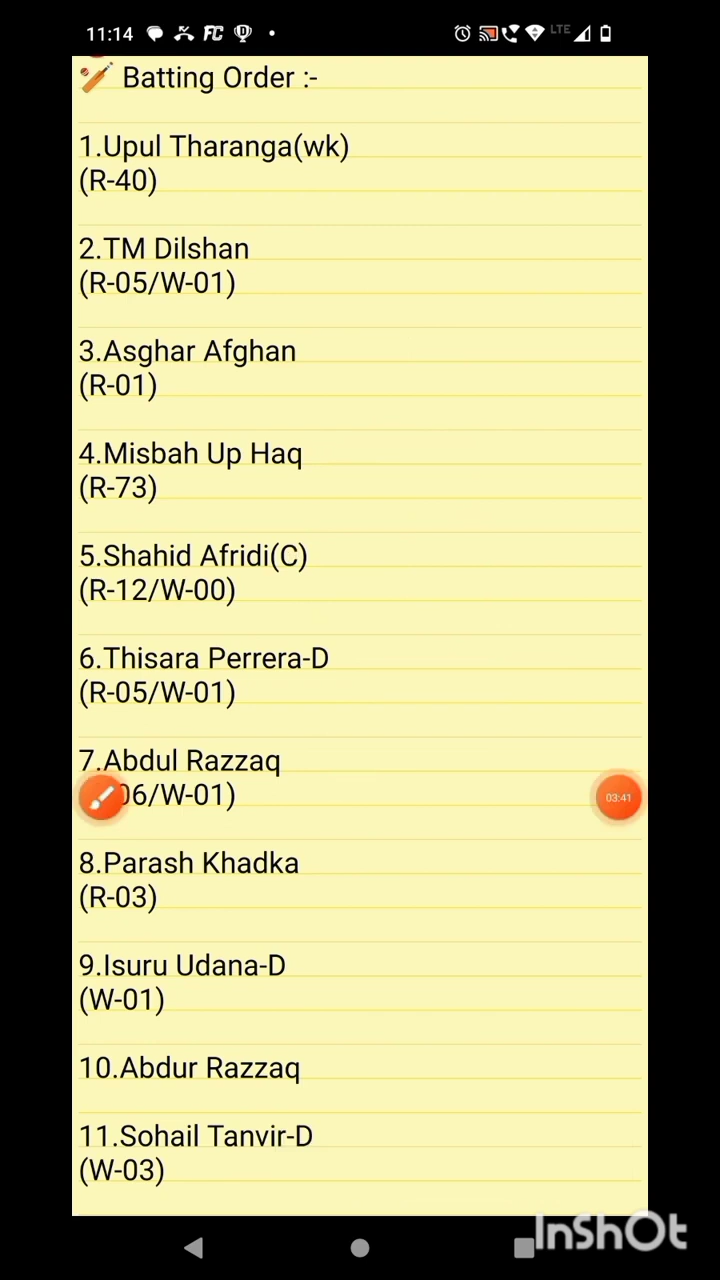 11:14 FC D LTE
Batting Order :-
1.Upul Tharanga(wk)
(R-40)
2.TM Dilshan
(R-05/W-01)
3.Asghar Afghan
(R-01)
4.Misbah Up Haq
(R-73)
5.Shahid Afridi(C)
(R-12/W-00)
6.Thisara Perrera-D
(R-05/W-01)
7.Abdul Razzaq
06/W-01)
03:41
8.Parash Khadka
(R-03)
9.Isuru Udana-D
(W-01)
10.Abdur Razzaq
11.Sohail Tanvir-D
(W-03)
InShOt